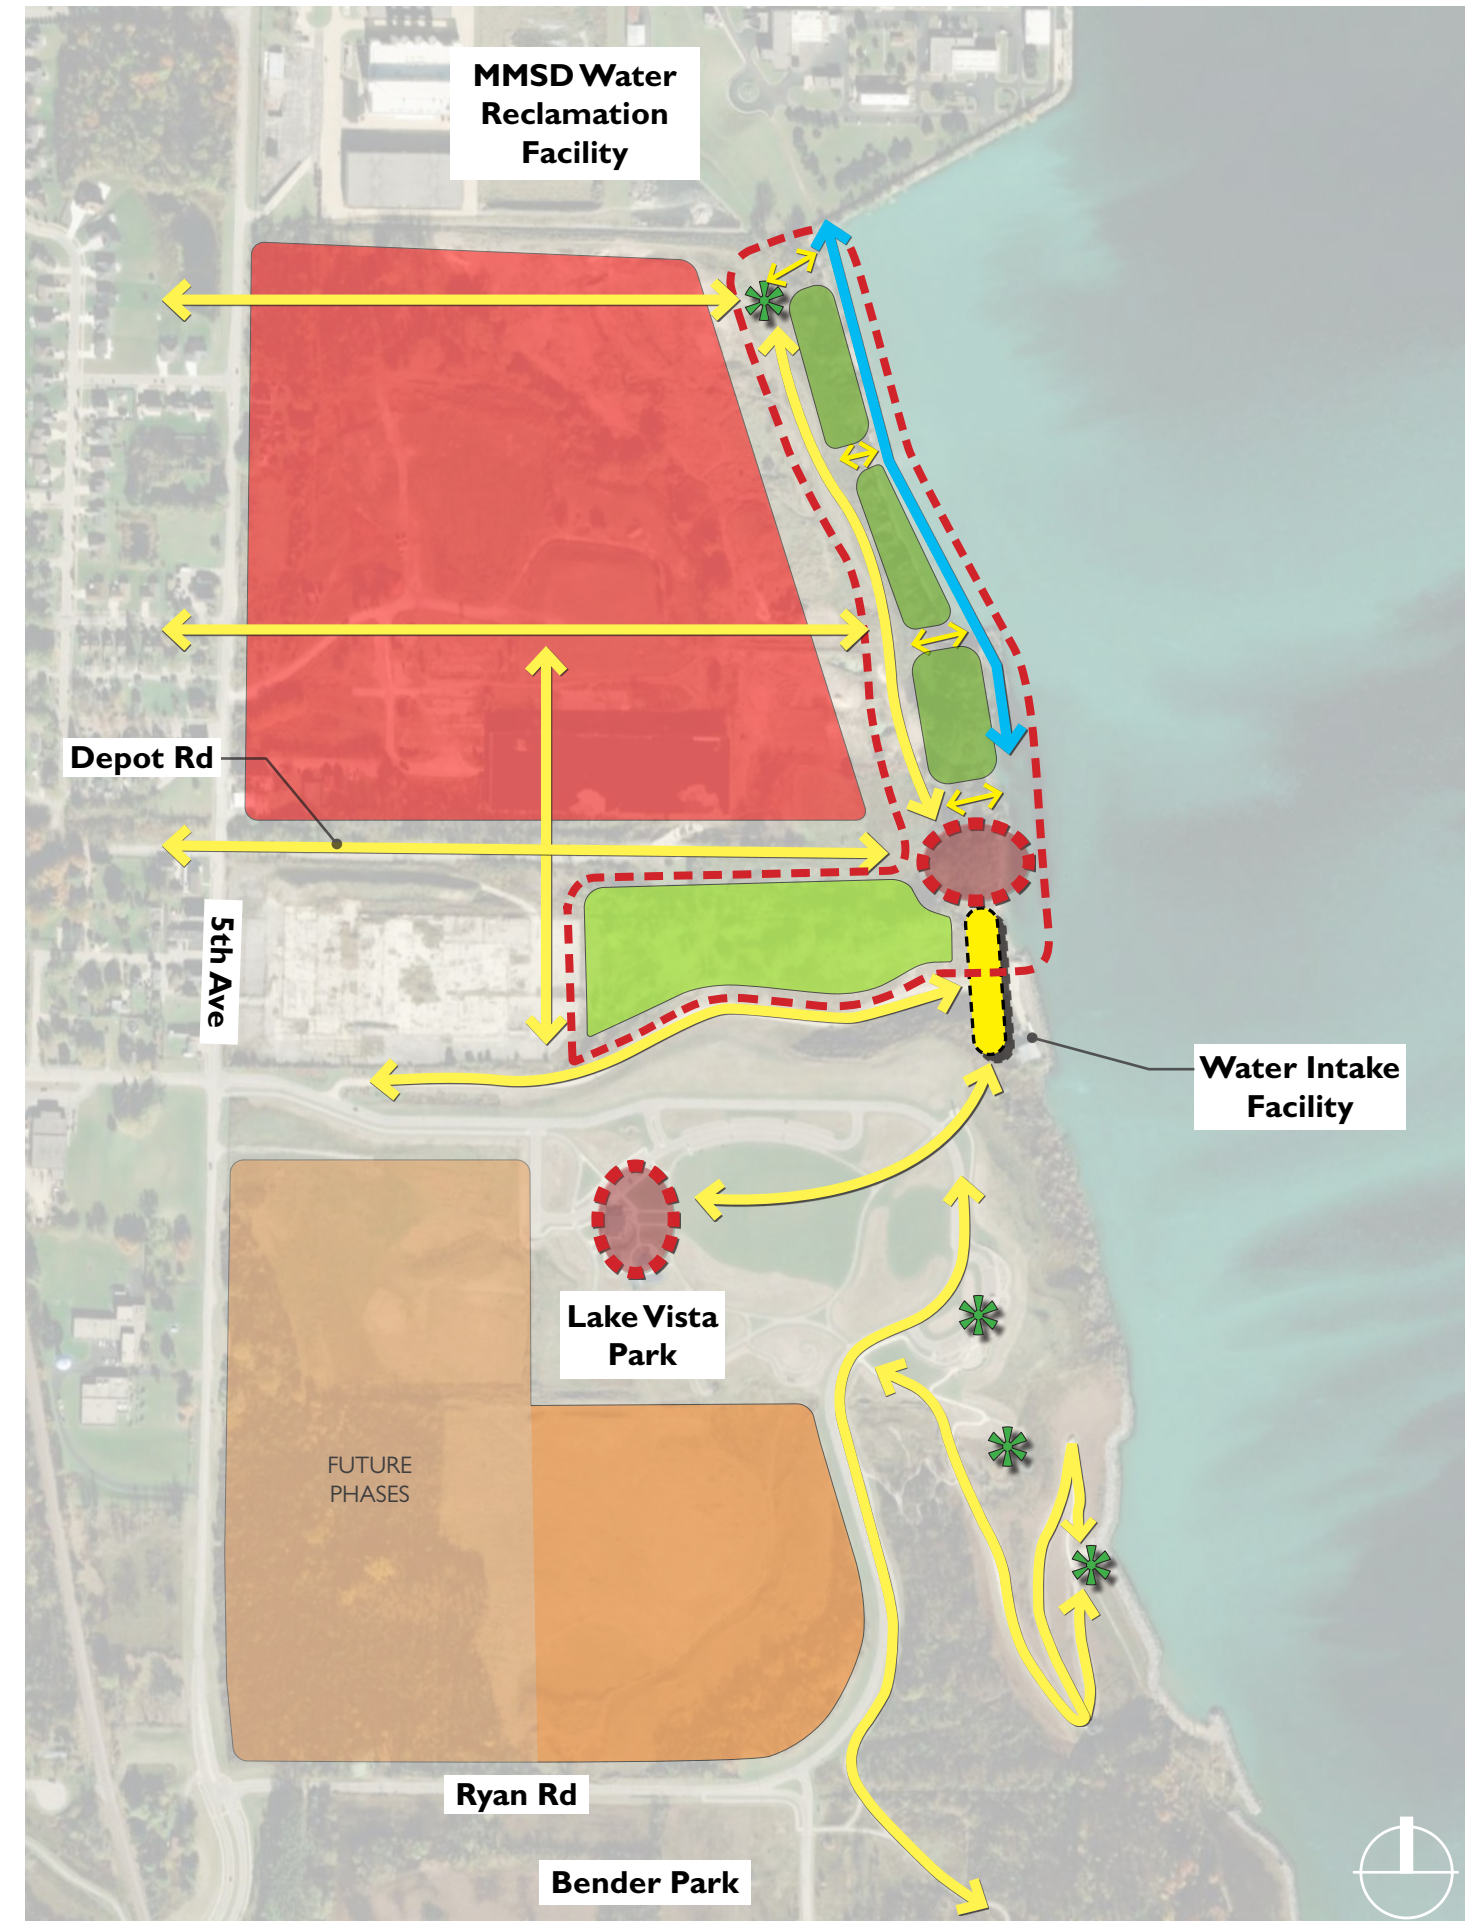 MMSD Water
Reclamation
Facility
Depot Rd
5th Ave
Water Intake
Facility
Lake Vista
Park
FUTURE
PHASES
Ryan Rd
Bender Park